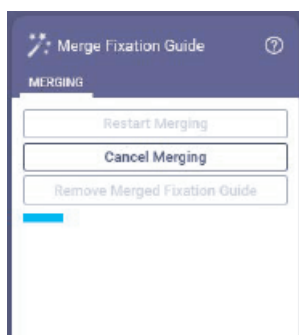 Merge Fixation Guide
MERGING
Restart Merging
Cancel Merging
Remove Merged Fixation Guide